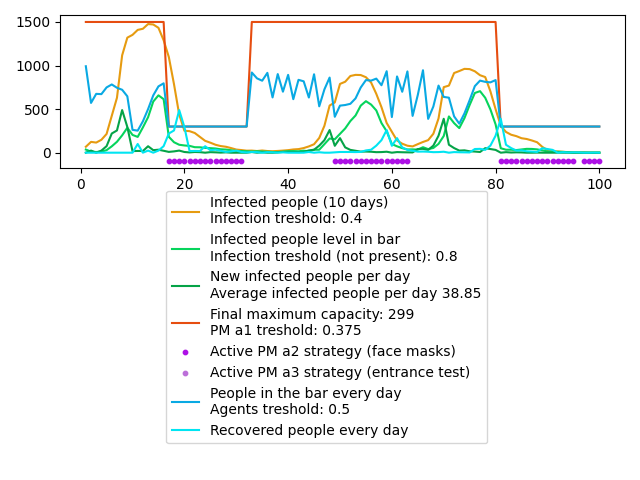 1500
1000
500
0
0
20
40
60
80
100
Infected people (10 days)
Infection treshold: 0.4
Infected people level in bar
Infection treshold (not present): 0.8
New infected people per day
Average infected people per day 38.85
Final maximum capacity: 299
PM a1 treshold: 0.375
Active PM a2 strategy (face masks)
Active PM a3 strategy (entrance test)
People in the bar every day
Agents treshold: 0.5
Recovered people every day